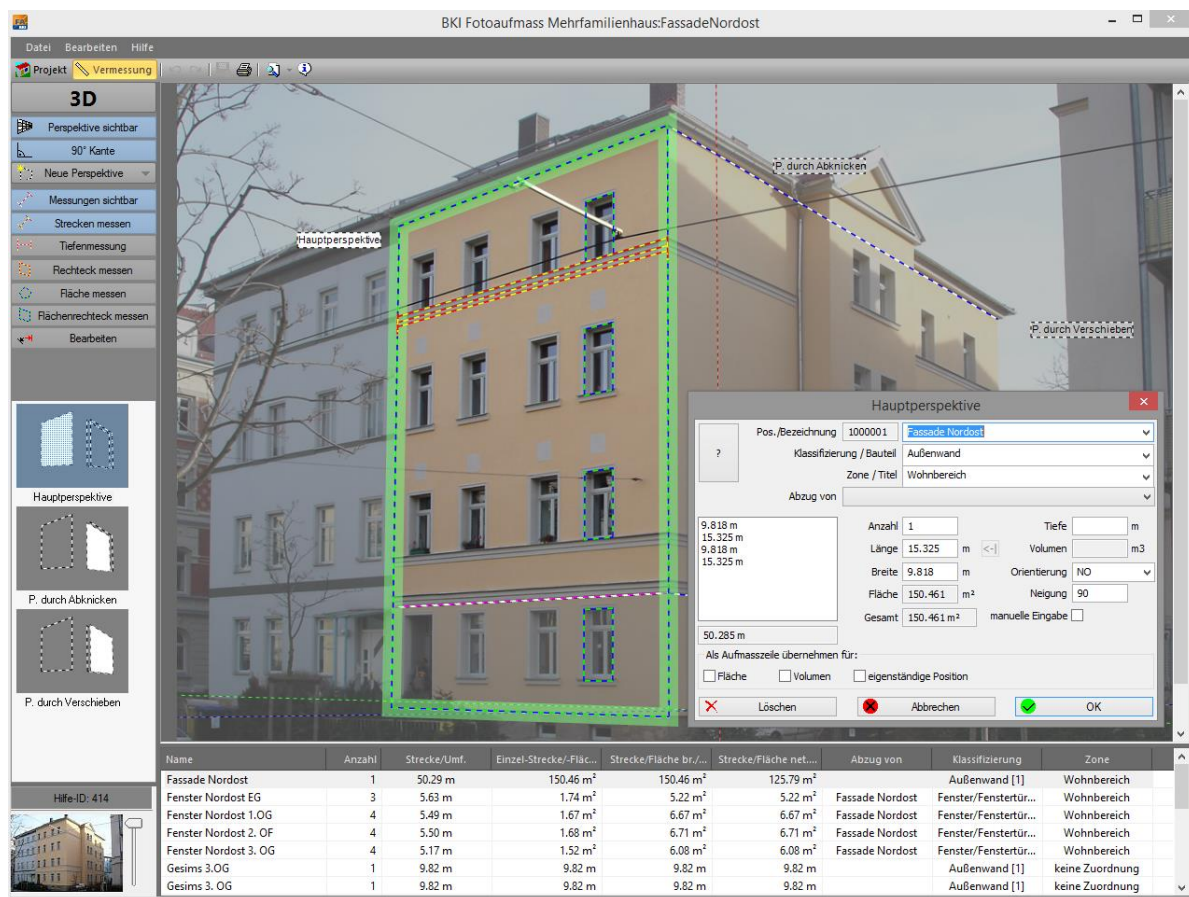 BKI Fotoaufmass Mehrfamilienhaus:FassadeNordost
Datei Bearbeiten Hilfe
Projekt Vermessung
3D
Perspektive sichtbar
90° Kante
Neue Perspektive
Messungen sichtbar
Strecken messen
Tiefenmessung
Rechteck messen
Fläche messen
Flächenrechteck messen
Bearbeiten
Hauptperspektive
P. durch Abknicken
P. durch Verschieben
Hilfe-ID: 414
Hauptperspektive
P. durch Abknicken
P. durch Verschieben
Hauptperspektive
?
Pos./Bezeichnung 1000001 Fassade Nordost
Klassifizierung / Bauteil Außenwand
Zone / Titel Wohnbereich
Abzug von
9.818 m
15.325 m
9.818 m
15.325 m
50.285 m
Anzahl 1 Tiefe m
Länge 15.325 m <-| Volumen m3
Breite 9.818 m Orientierung NO
Fläche 150.461 m² Neigung 90
Gesamt 150.461 m² manuelle Eingabe
Als Aufmasszeile übernehmen für:
Fläche Volumen eigenständige Position
Löschen Abbrechen OK
Name Anzahl Strecke/Umf. Einzel-Strecke/-Fläc... Strecke/Fläche br./... Strecke/Fläche net.... Abzug von Klassifizierung Zone
Fassade Nordost 1 50.29 m 150.46 m² 150.46 m² 125.79 m² Außenwand [1] Wohnbereich
Fenster Nordost EG 3 5.63 m 1.74 m² 5.22 m² 5.22 m² Fassade Nordost Fenster/Fenstertür... Wohnbereich
Fenster Nordost 1.OG 4 5.49 m 1.67 m² 6.67 m² 6.67 m² Fassade Nordost Fenster/Fenstertür... Wohnbereich
Fenster Nordost 2. OF 4 5.50 m 1.68 m² 6.71 m² 6.71 m² Fassade Nordost Fenster/Fenstertür... Wohnbereich
Fenster Nordost 3. OG 4 5.17 m 1.52 m² 6.08 m² 6.08 m² Fassade Nordost Fenster/Fenstertür... Wohnbereich
Gesims 3.OG 1 9.82 m 9.82 m 9.82 m 9.82 m Außenwand [1] keine Zuordnung
Gesims 3. OG 1 9.82 m 9.82 m 9.82 m 9.82 m Außenwand [1] keine Zuordnung